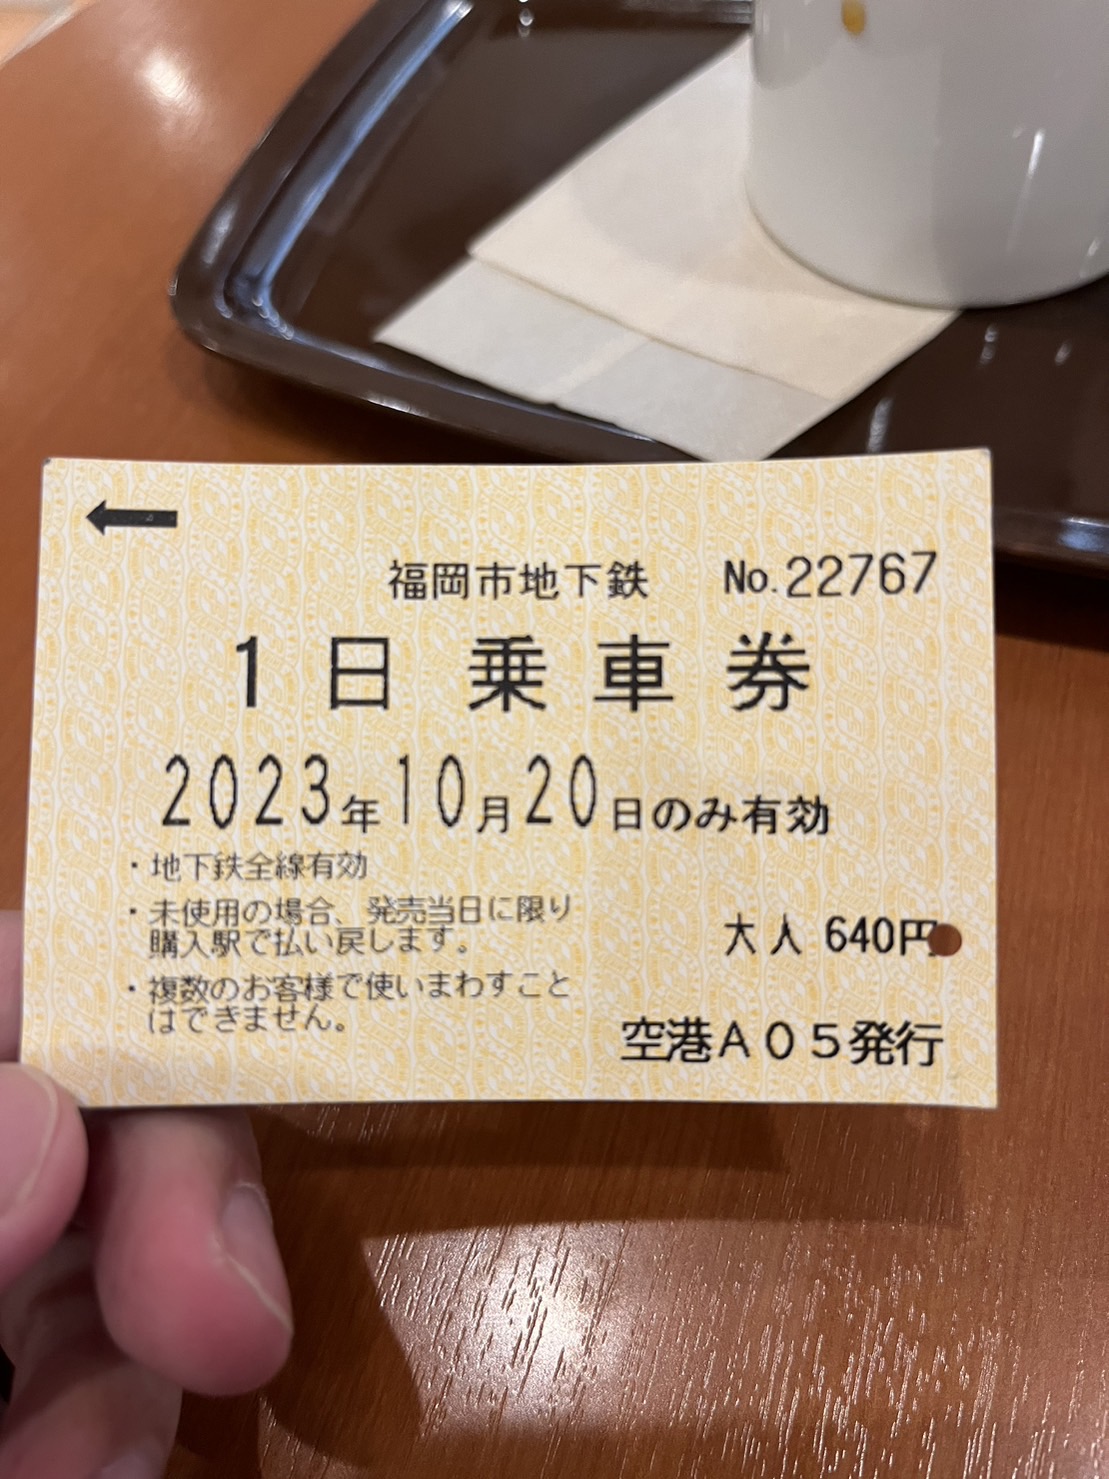 福岡市地下鉄 No.22767
1日乗車券
2023年10月20日のみ有効
・地下鉄全線有効
・未使用の場合、発売当日に限り
購入駅で払い戻します。
・複数のお客様で使いまわすこと
はできません。
大人 640円
空港A05発行